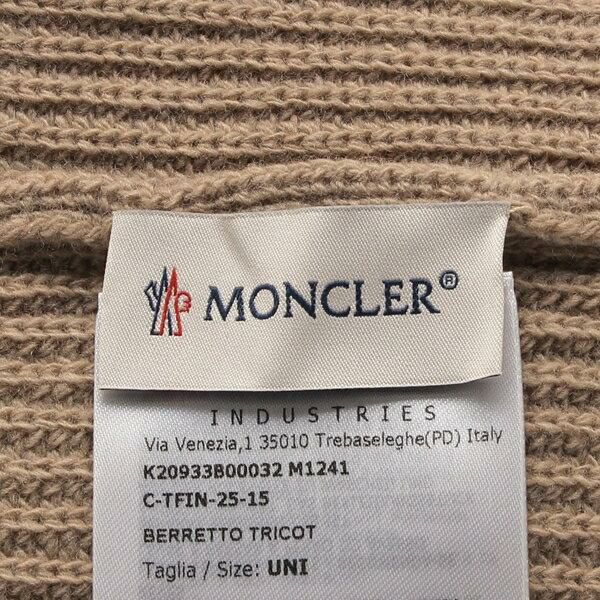 MONCLER®
INDUSTRIES
Via Venezia,1 35010 Trebaseleghe(PD) Italy
K20933B00032 M1241
C-TFIN-25-15
BERRETTO TRICOT
Taglia / Size: UNI